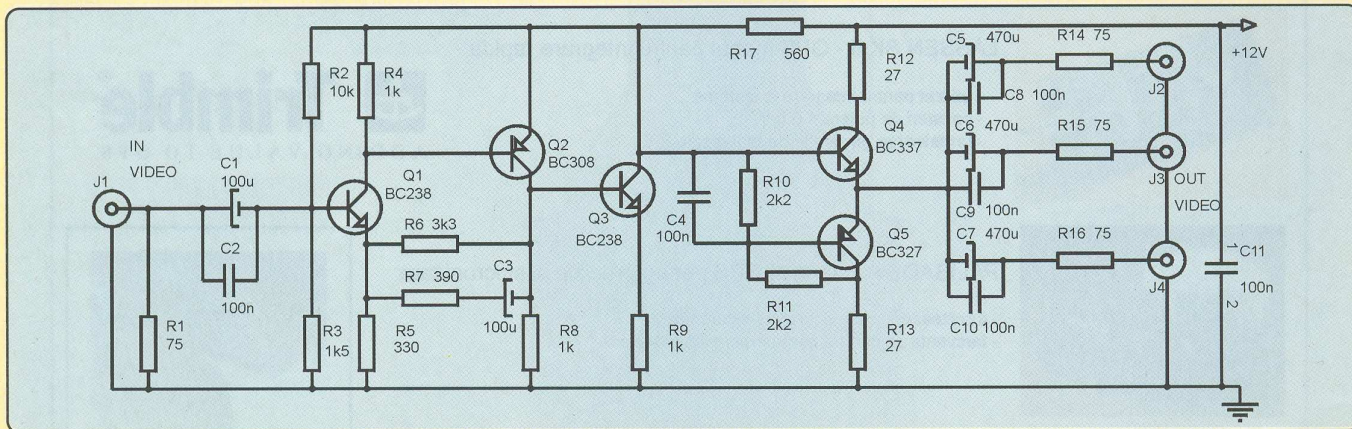 R17 560
C5 470u
R14 75
+12V
R2
10k
R4
1k
R12
27
J2
C8 100n
C6 470u
R15 75
IN
VIDEO
C1
100u
J1
Q2
BC308
Q1
BC238
Q4
BC337
R10
2k2
C4
100n
J3 OUT
VIDEO
C9
100n
C7 470u
R16 75
Q3
BC238
Q5
BC327
C2
100n
R6 3k3
R7 390
C3
100u
R11
2k2
J4
1
C11
100n
2
C10 100n
R1
75
R3
1k5
R5
330
R8
1k
R9
1k
R13
27
Trimble